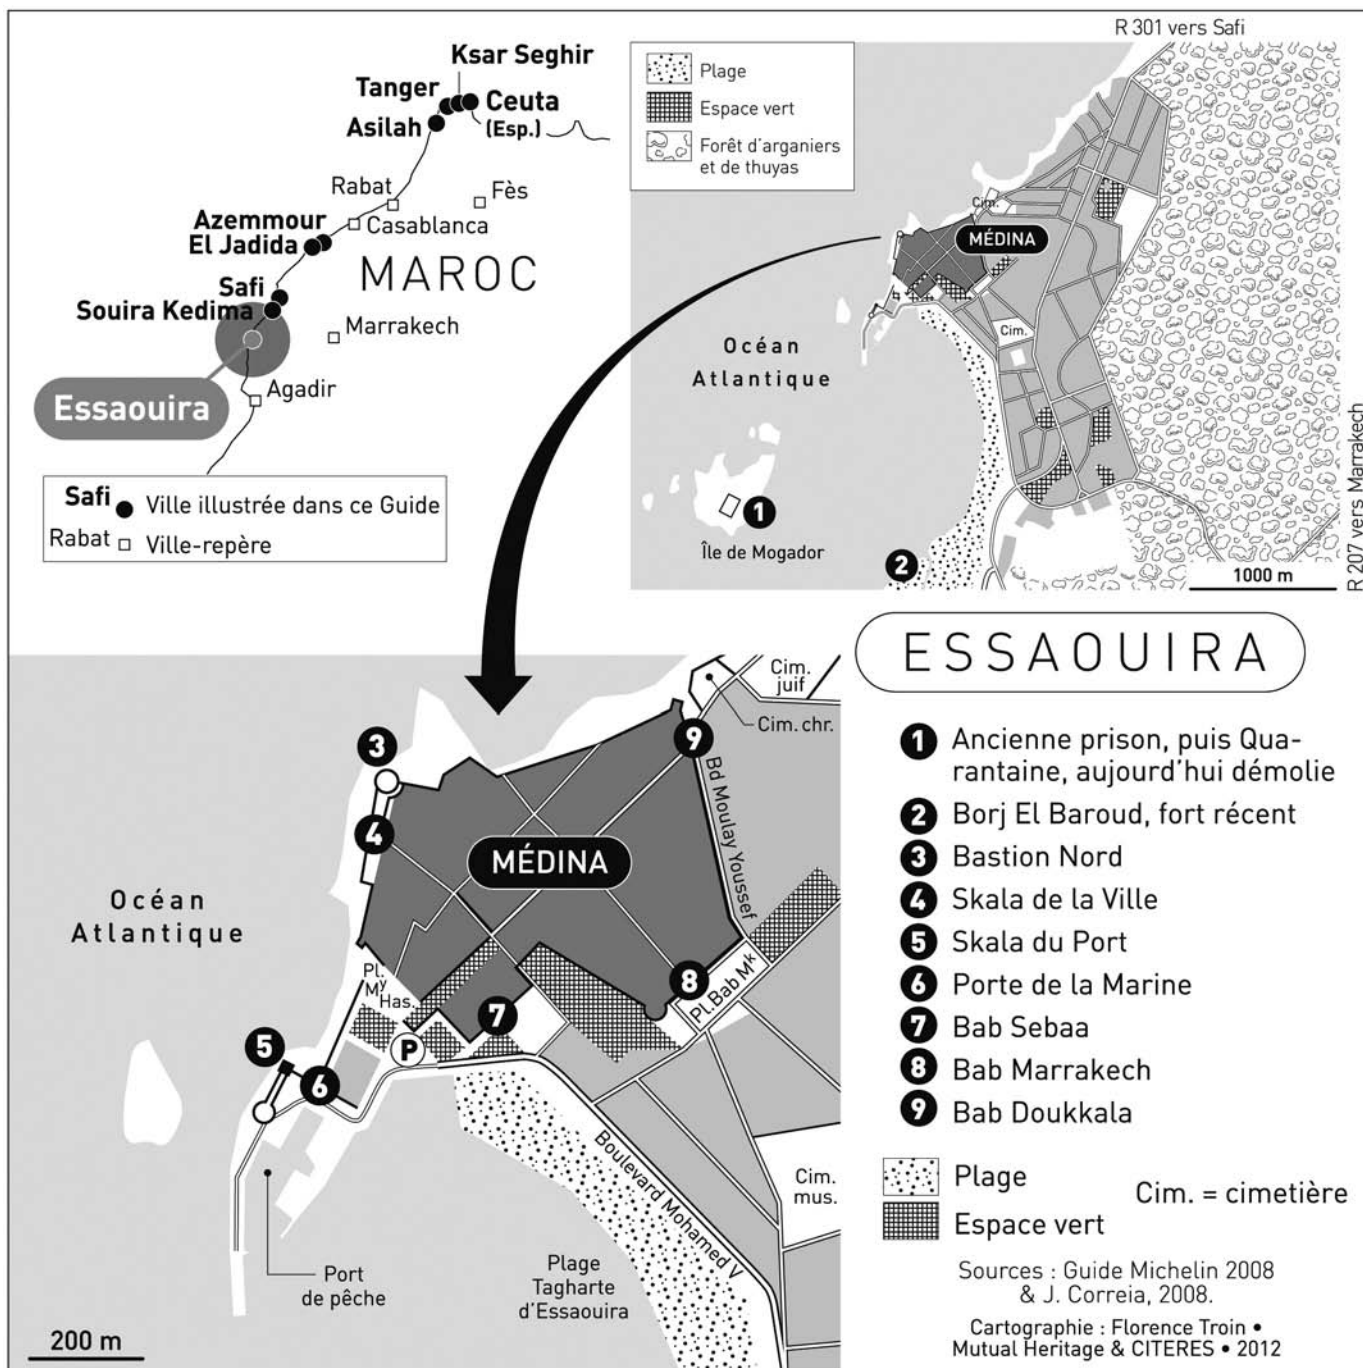 Ksar Seghir
Tanger
Ceuta
(Esp.)
Asilah
Rabat
Fès
Casablanca
Azemmour
El Jadida
MAROC
Safi
Souira Kedima
Marrakech
Essaouira
Agadir
Safi Ville illustrée dans ce Guide
Rabat Ville-repère
R 301 vers Safi
Plage
Espace vert
Forêt d'arganiers
et de thuyas
Cim.
MÉDINA
Cim.
Océan
Atlantique
1
Île de Mogador
2
1000 m
R 207 vers Marrakech
ESSAOUIRA
1 Ancienne prison, puis Qua-
rantaine, aujourd'hui démolie
2 Borj El Baroud, fort récent
3 Bastion Nord
4 Skala de la Ville
5 Skala du Port
6 Porte de la Marine
7 Bab Sebaa
8 Bab Marrakech
9 Bab Doukkala
Plage
Espace vert
Cim. = cimetière
Sources : Guide Michelin 2008
& J. Correia, 2008.
Cartographie : Florence Troin •
Mutual Heritage & CITERES • 2012
Cim.
juif
Cim. chr.
3
9
Bd Moulay Youssef
4
MÉDINA
Océan
Atlantique
Pl.
My
Has.
8
Pl. Bab Mk
7
P
5
6
Boulevard Mohamed V
Cim.
mus.
Port
de pêche
Plage
Tagharte
d'Essaouira
200 m